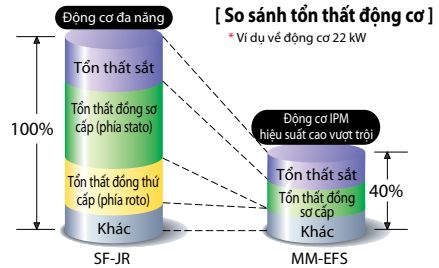 [ So sánh tổn thất động cơ ]
* Ví dụ về động cơ 22 kW
Động cơ đa năng
Tổn thất sắt
Tổn thất đồng sơ
cấp (phía stato)
Tổn thất đồng thứ
cấp (phía roto)
Khác
100%
SF-JR
Động cơ IPM
hiệu suất cao vượt trội
Tổn thất sắt
Tổn thất đồng
sơ cấp
Khác
40%
MM-EFS